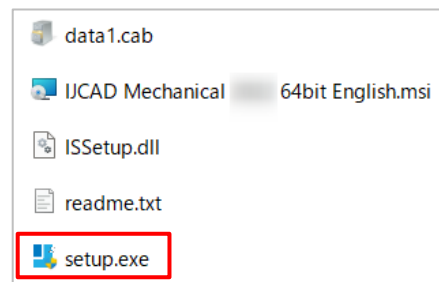 data1.cab
IJCAD Mechanical 64bit English.msi
ISSetup.dll
readme.txt
setup.exe